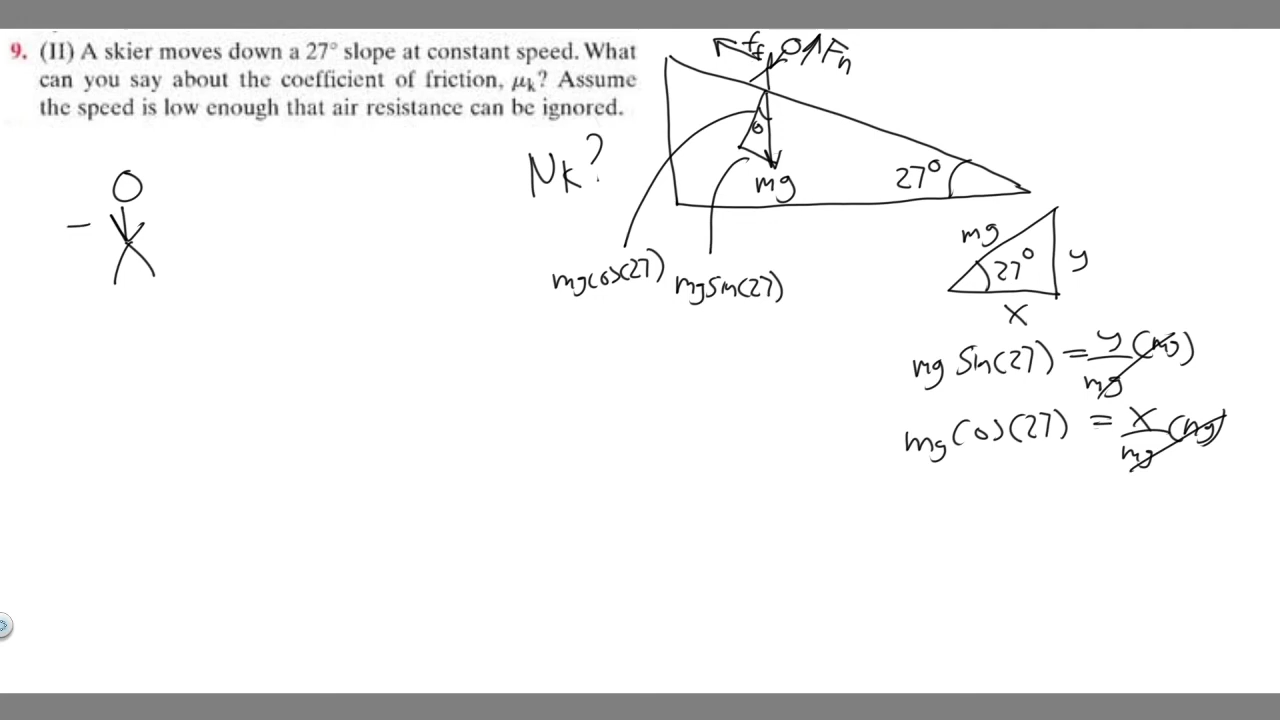 9. (II) A skier moves down a 27° slope at constant speed. What
can you say about the coefficient of friction, μk? Assume
the speed is low enough that air resistance can be ignored.
Ff Fn
θ
mg
27°
Nk?
mgcos(27) mgsin(27)
mg
27°
y
x
mg Sin(27) = y/mg (mg)
mg Cos(27) = x/mg (mg)